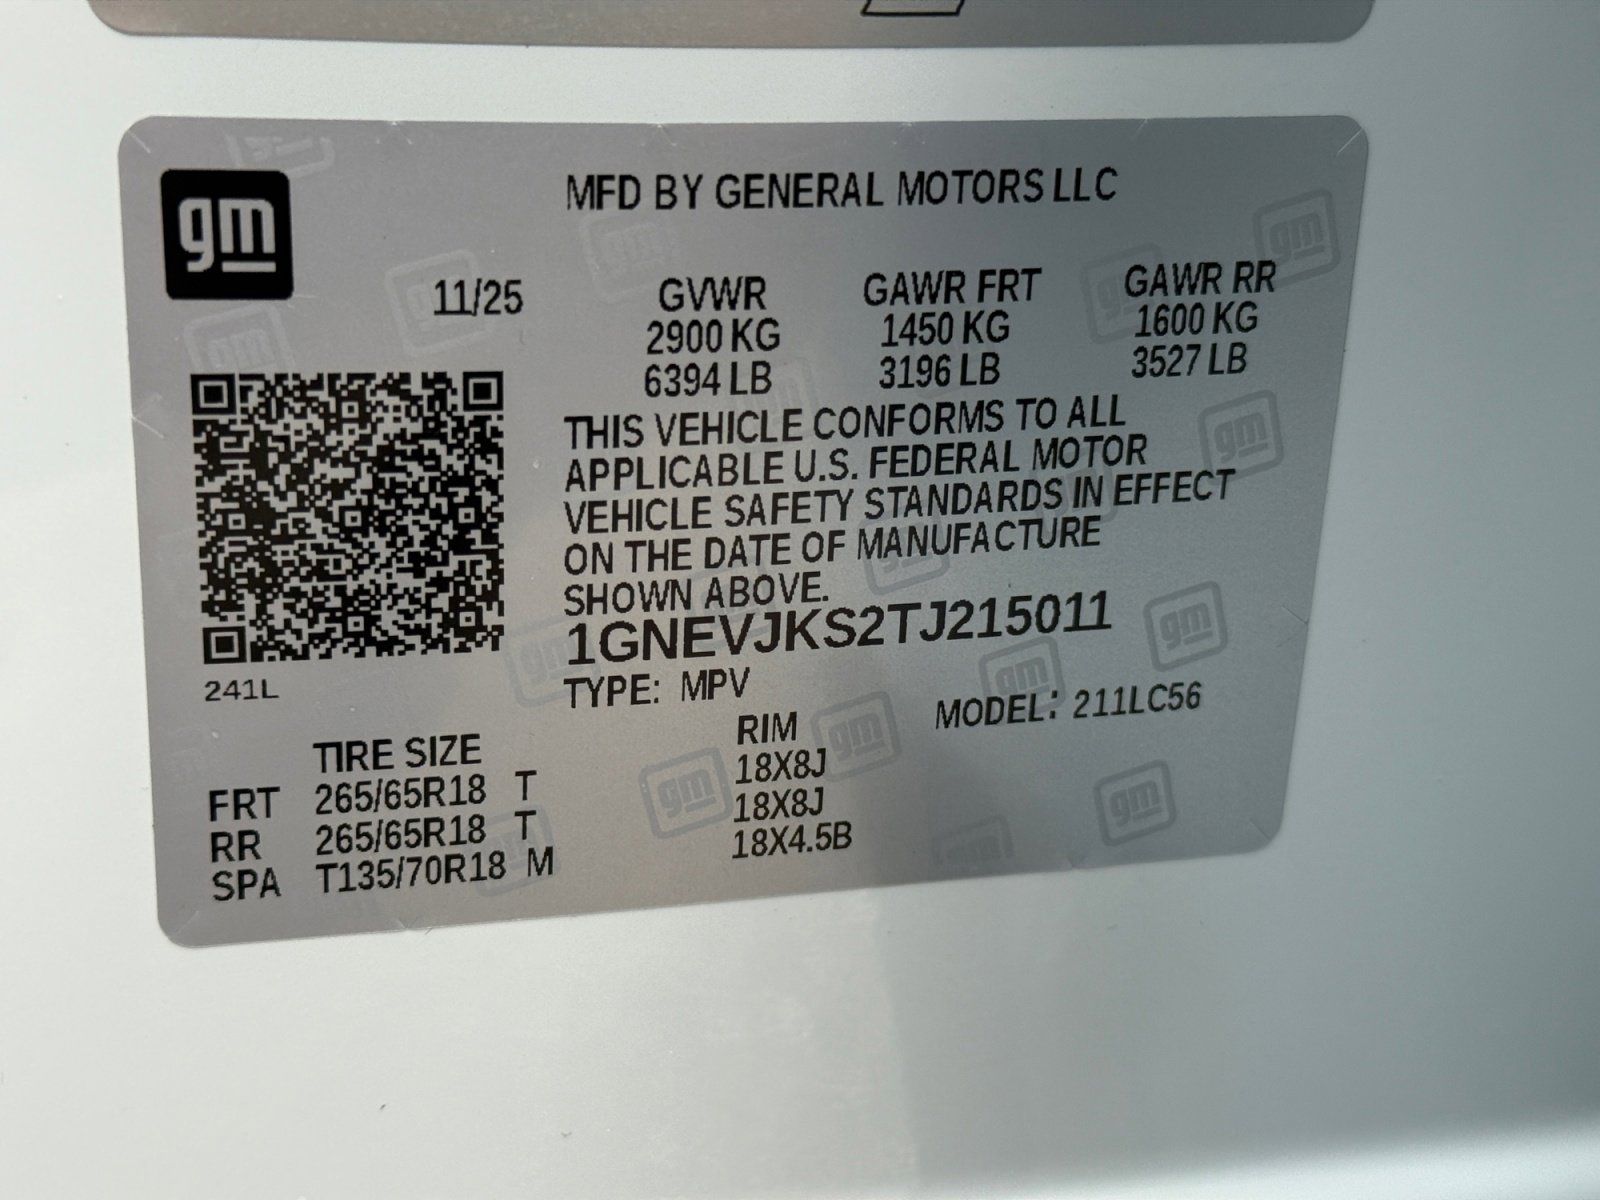 gm
MFD BY GENERAL MOTORS LLC
11/25
GVWR GAWR FRT GAWR RR
2900 KG 1450 KG 1600 KG
6394 LB 3196 LB 3527 LB
THIS VEHICLE CONFORMS TO ALL
APPLICABLE U.S. FEDERAL MOTOR
VEHICLE SAFETY STANDARDS IN EFFECT
ON THE DATE OF MANUFACTURE
SHOWN ABOVE.
1GNEVJKS2TJ215011
241L
TYPE: MPV
MODEL: 211LC56
TIRE SIZE RIM
FRT 265/65R18 T 18X8J
RR 265/65R18 T 18X8J
SPA T135/70R18 M 18X4.5B